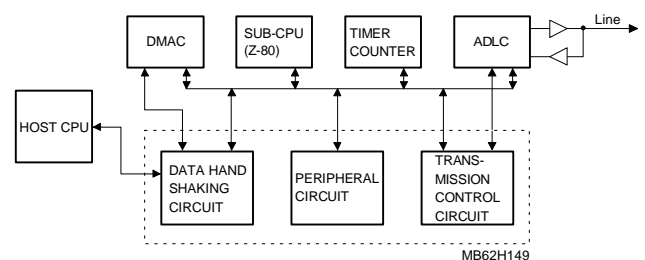 Line
DMAC
SUB-CPU
(Z-80)
TIMER
COUNTER
ADLC
HOST CPU
DATA HAND
SHAKING
CIRCUIT
PERIPHERAL
CIRCUIT
TRANS-
MISSION
CONTROL
CIRCUIT
MB62H149